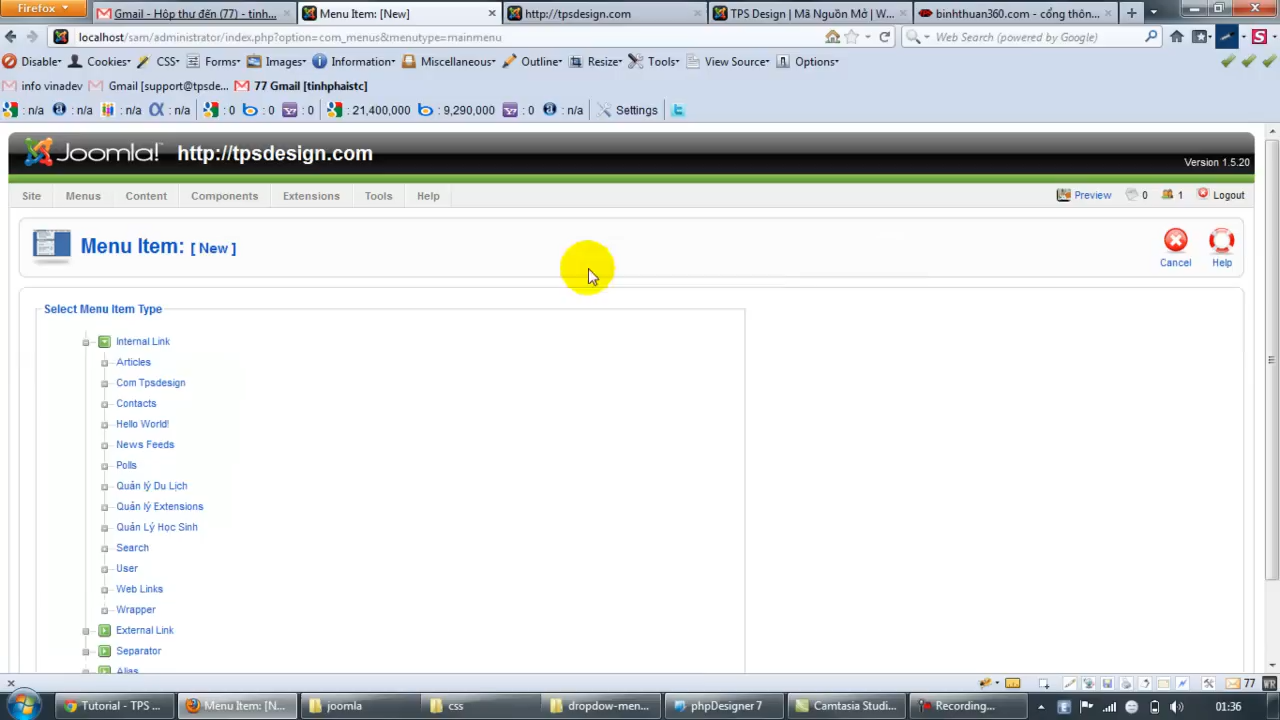 Firefox
Gmail - Hộp thư đến (77) - tinh...
Menu Item: [New]
http://tpsdesign.com
TPS Design | Mã Nguồn Mở | W...
binhthuan360.com - cổng thôn...
localhost/sam/administrator/index.php?option=com_menus&menutype=mainmenu
Web Search (powered by Google)
Disable Cookies CSS Forms Images Information Miscellaneous Outline Resize Tools View Source Options
info vinadev Gmail [support@tpsde... 77 Gmail [tinhphaistc]
: n/a : n/a : n/a : n/a : 0 : 0 : 0 : 21,400,000 : 9,290,000 : 0 : n/a Settings
Joomla! http://tpsdesign.com
Version 1.5.20
Site Menus Content Components Extensions Tools Help Preview 0 1 Logout
Menu Item: [ New ]
Cancel Help
Select Menu Item Type
Internal Link
Articles
Com Tpsdesign
Contacts
Hello World!
News Feeds
Polls
Quản lý Du Lịch
Quản lý Extensions
Quản Lý Học Sinh
Search
User
Web Links
Wrapper
External Link
Separator
Alias
77
Tutorial - TPS ... Menu Item: [N... joomla css dropdow-men... phpDesigner 7 Camtasia Studi... Recording... 01:36